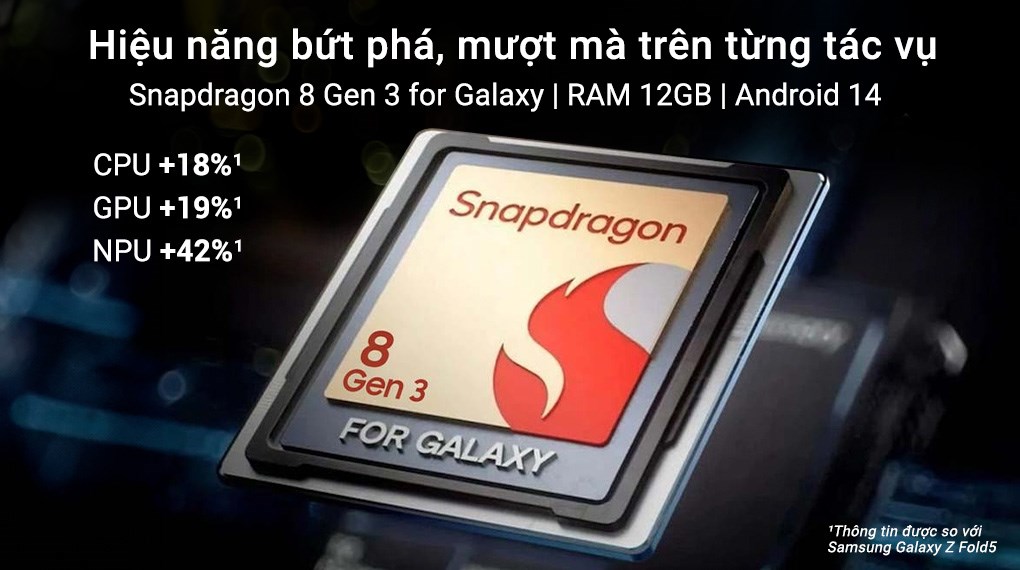 Hiệu năng bứt phá, mượt mà trên từng tác vụ
Snapdragon 8 Gen 3 for Galaxy | RAM 12GB | Android 14
CPU +18%¹
GPU +19%¹
NPU +42%¹
Snapdragon
8
Gen 3
FOR GALAXY
¹Thông tin được so với
Samsung Galaxy Z Fold5